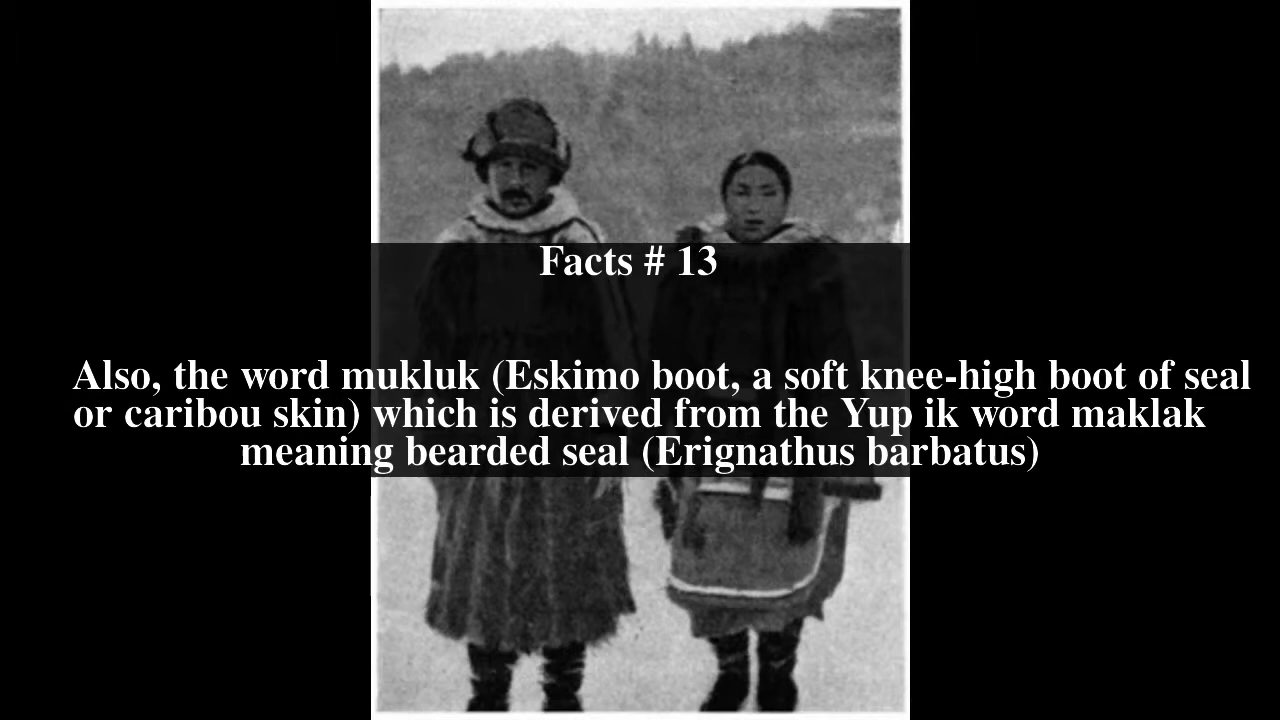 Facts # 13
Also, the word mukluk (Eskimo boot, a soft knee-high boot of seal
or caribou skin) which is derived from the Yup ik word maklak
meaning bearded seal (Erignathus barbatus)